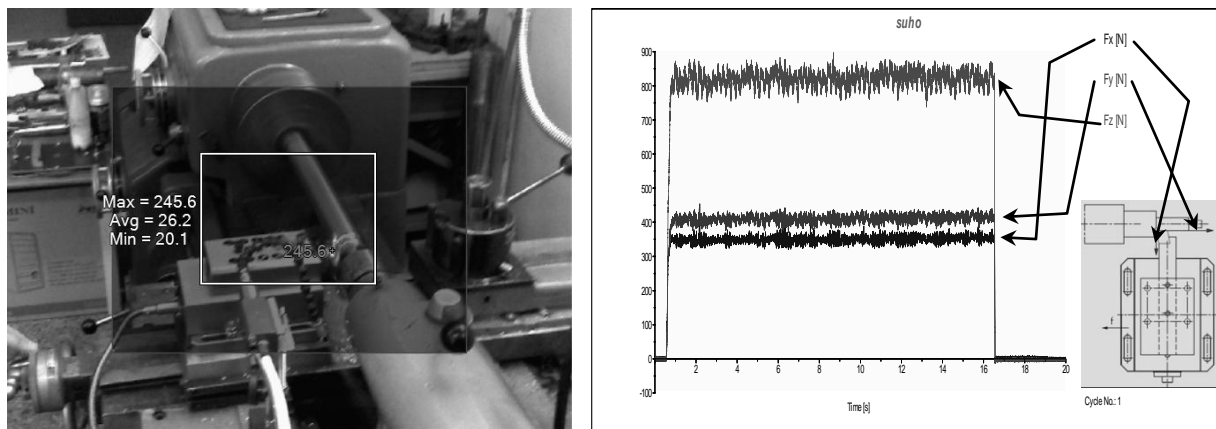 Max = 245.6
Avg = 26.2
Min = 20.1
245.6+
suho
Fx [N]
Fy [N]
Fz [N]
900
800
700
600
500
400
300
200
100
0
-100
2
4
6
8
10
12
14
16
18
20
Time [s]
f
Cycle No.: 1